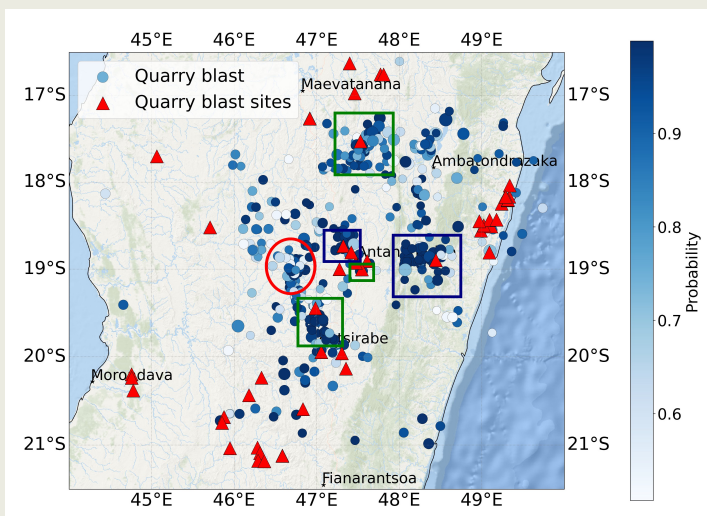 45°E 46°E 47°E 48°E 49°E
Quarry blast
Quarry blast sites
Maevatanana
17°S 17°S
Ambatondrazaka
18°S 18°S
Antan
19°S 19°S
tsirabe
20°S 20°S
Morondava
21°S 21°S
Fianarantsoa
45°E 46°E 47°E 48°E 49°E
0.9
0.8
0.7
0.6
Probability